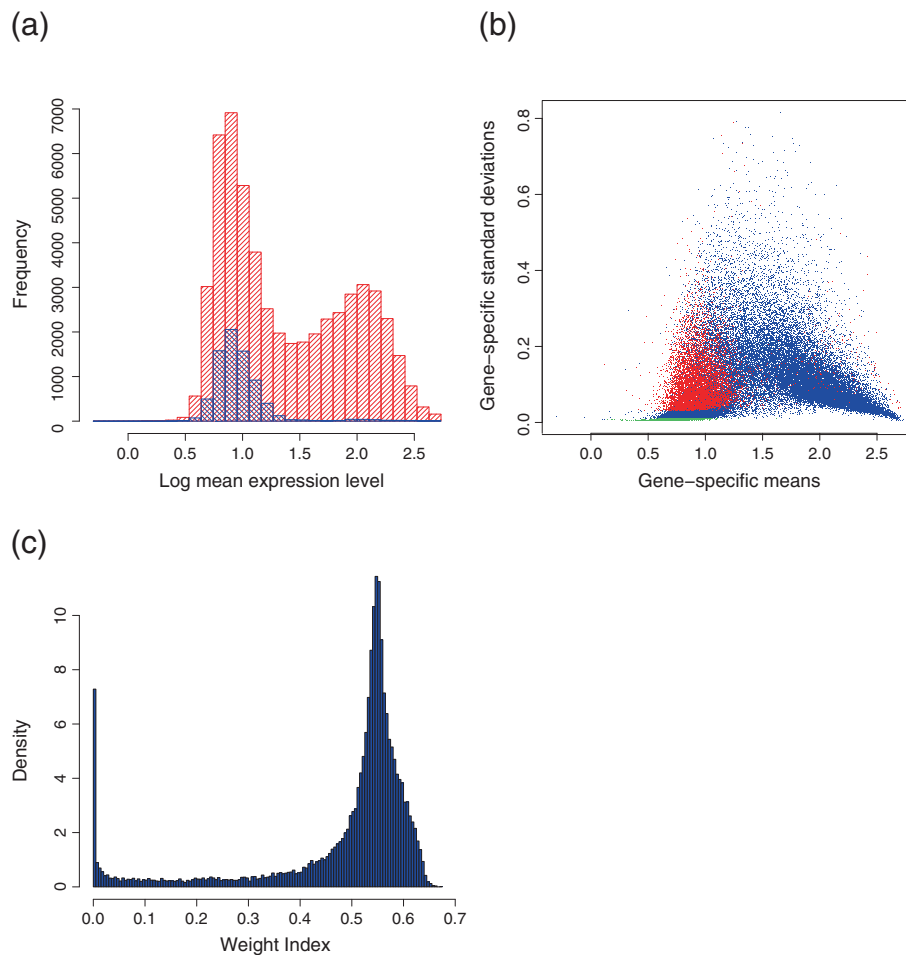 (a)
(b)
7000
6000
5000
4000
3000
2000
1000
0
Frequency
0.0 0.5 1.0 1.5 2.0 2.5
Log mean expression level
0.8
0.6
0.4
0.2
0.0
Gene-specific standard deviations
0.0 0.5 1.0 1.5 2.0 2.5
Gene-specific means
(c)
10
8
6
4
2
0
Density
0.0 0.1 0.2 0.3 0.4 0.5 0.6 0.7
Weight Index